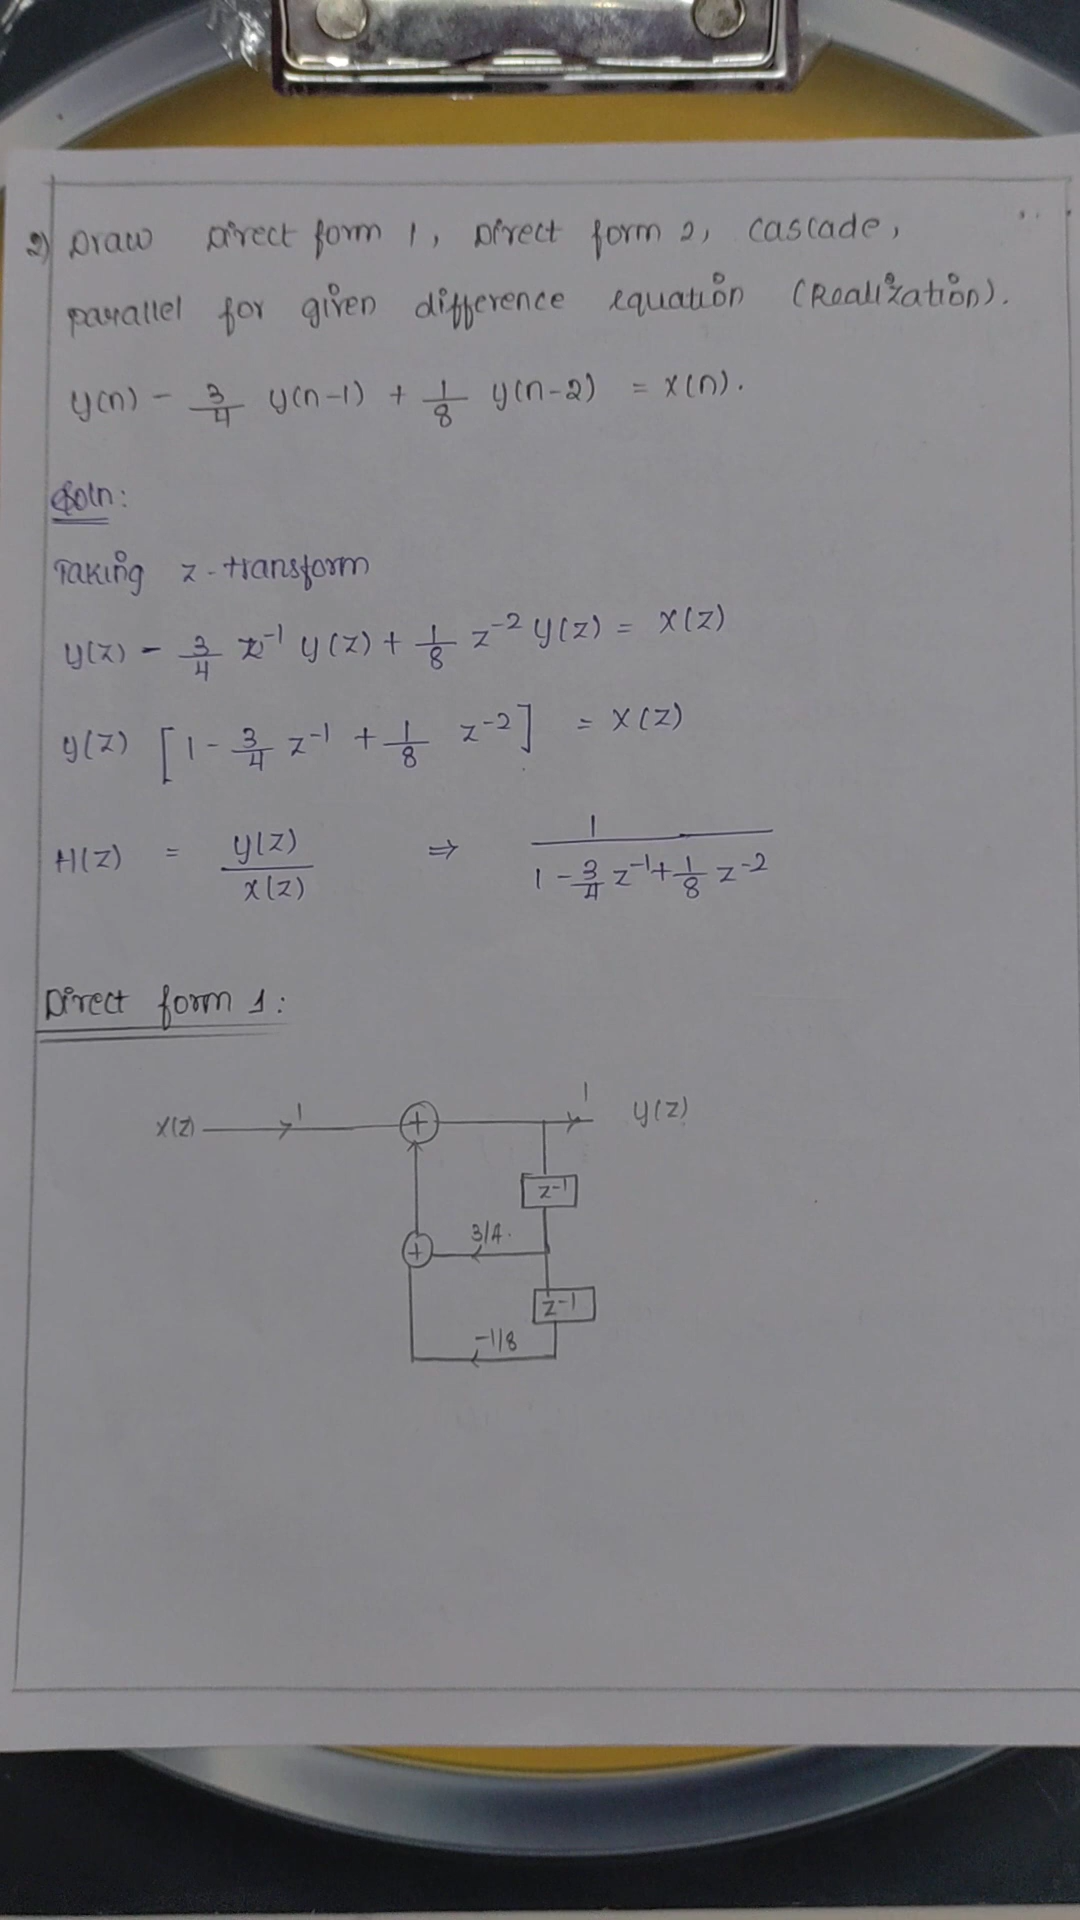 2) Draw Direct form 1, Direct form 2, cascade,
parallel for given difference equation (Realization).
y(n) - 3/4 y(n-1) + 1/8 y(n-2) = x(n).
Soln:
Taking z-transform
y(z) - 3/4 z⁻¹ y(z) + 1/8 z⁻² y(z) = x(z)
y(z) [1 - 3/4 z⁻¹ + 1/8 z⁻²] = x(z)
H(z) = y(z)/x(z) ⇒ 1/(1 - 3/4 z⁻¹ + 1/8 z⁻²)
Direct form 1:
x(z) 1 + 1 y(z)
z⁻¹
+ 3/4.
z⁻¹
-1/8